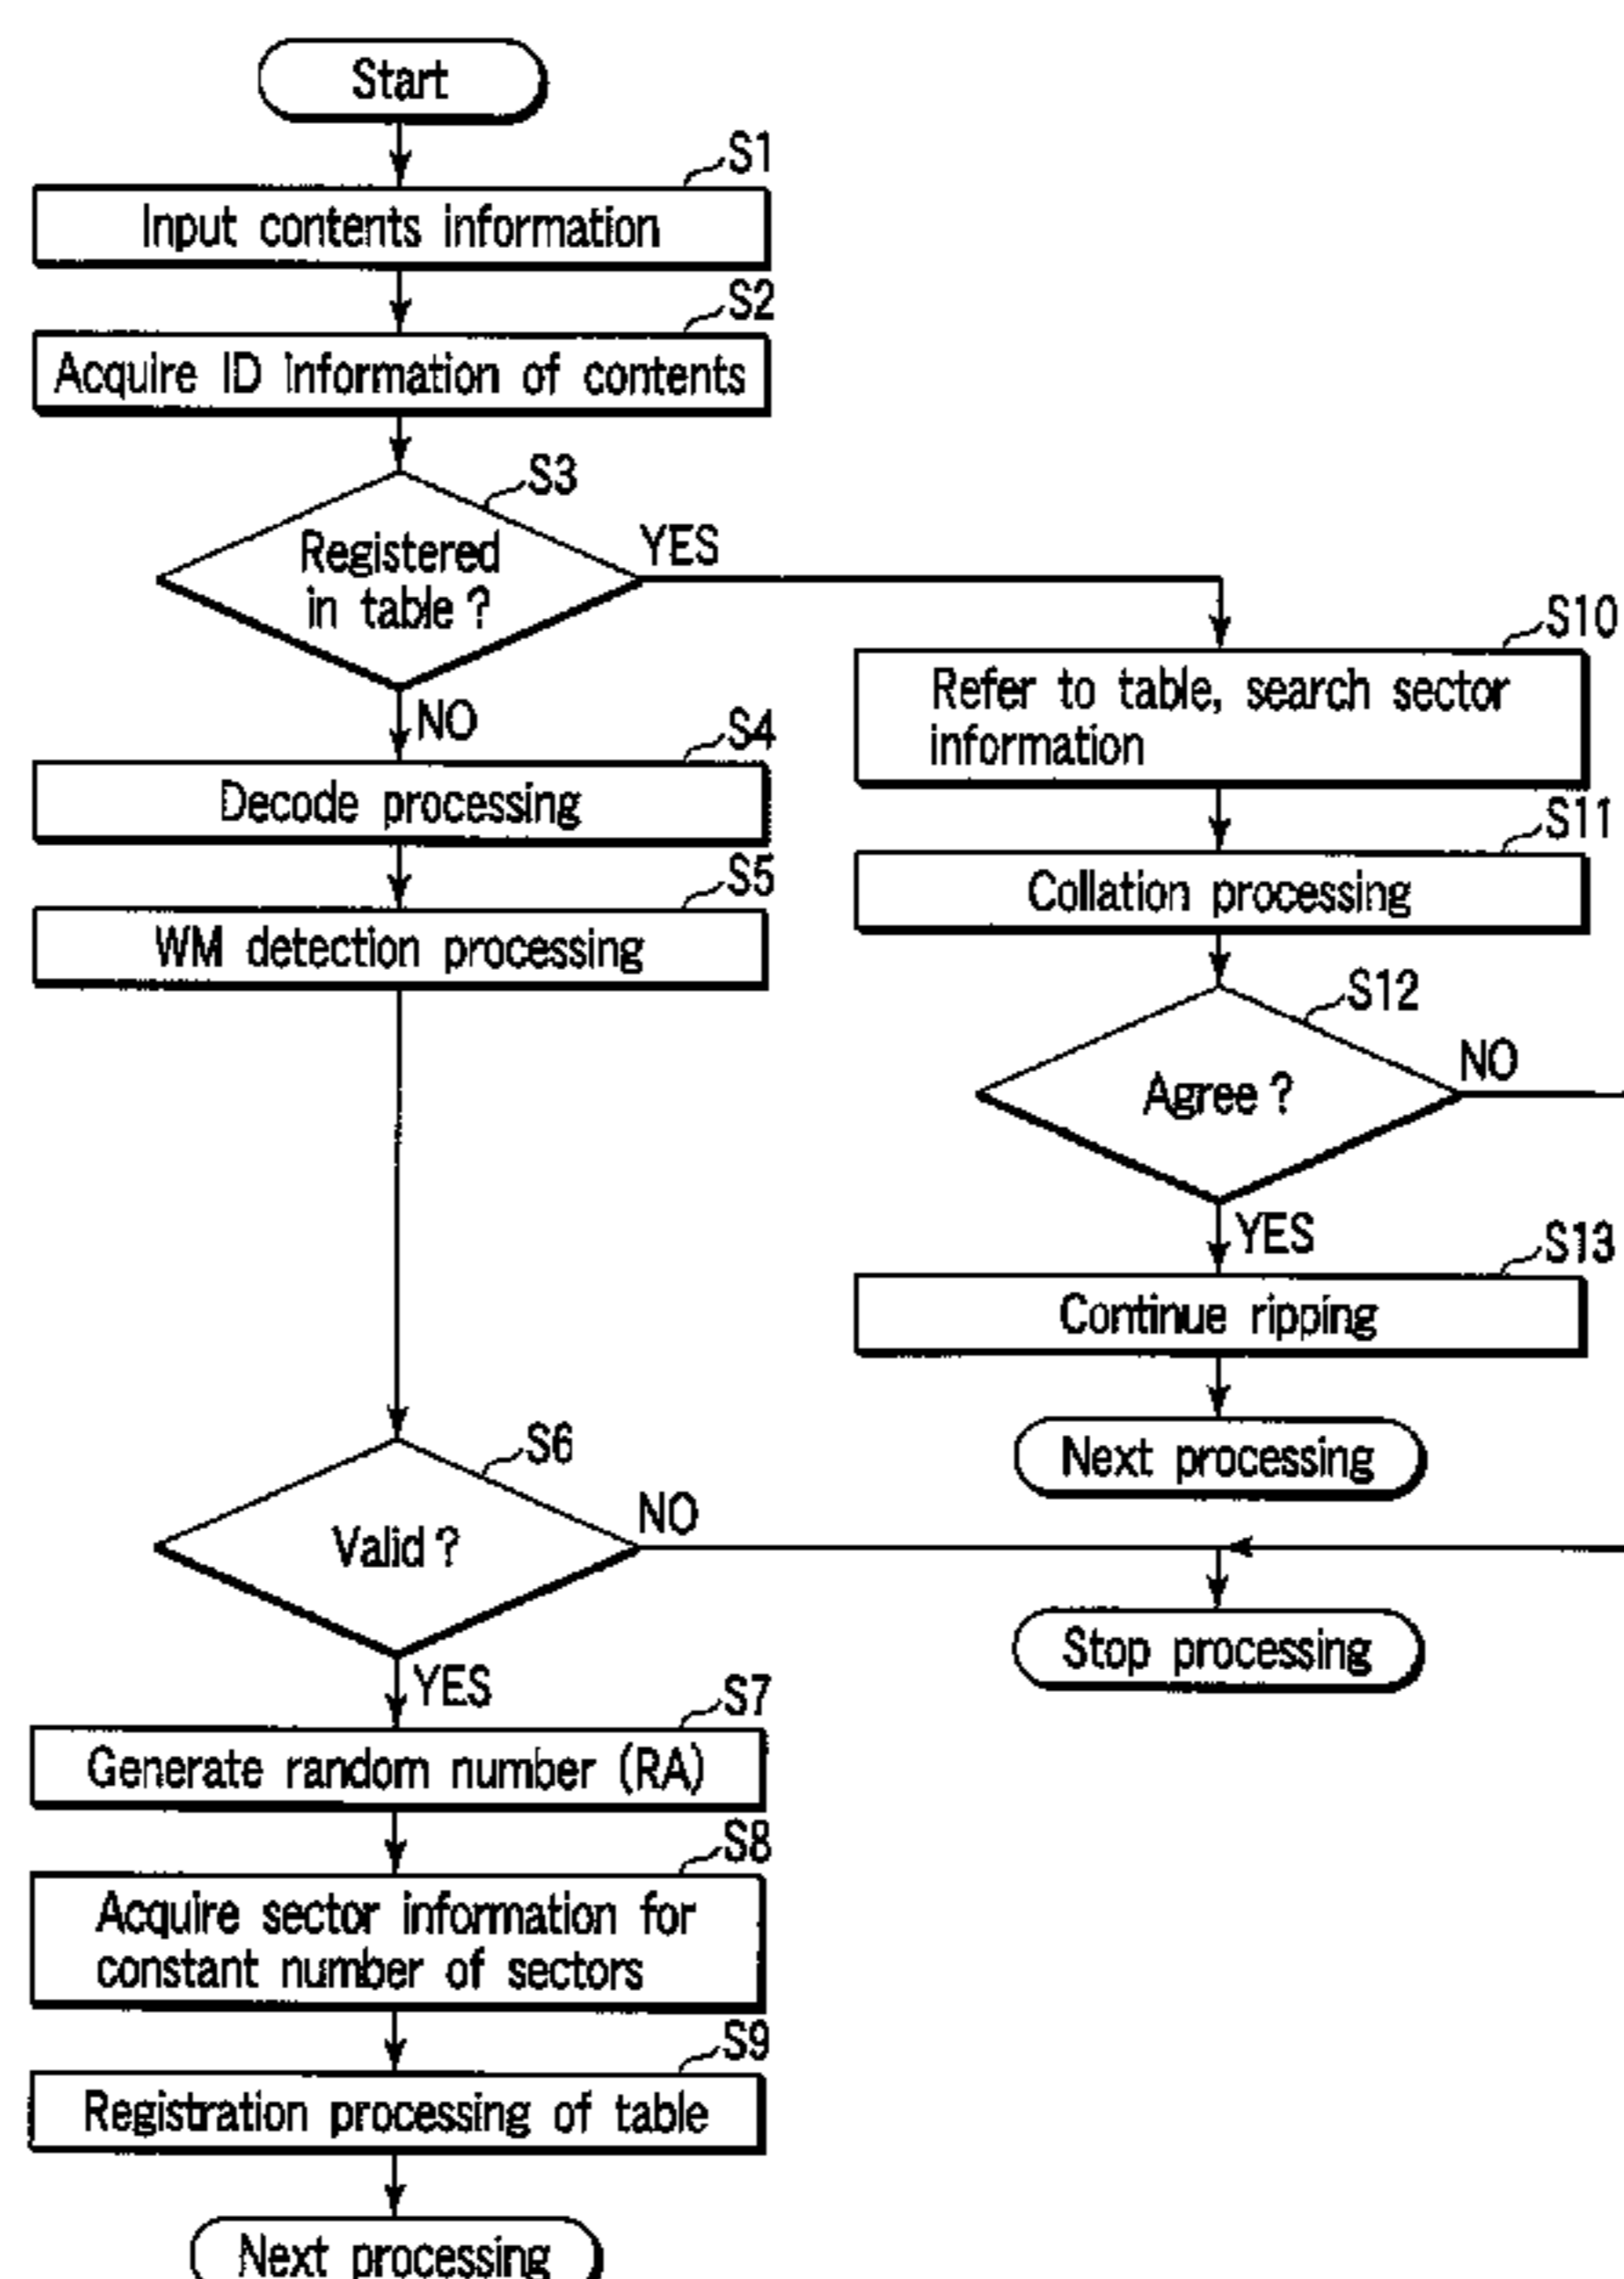 Start
S1
Input contents information
S2
Acquire ID information of contents
S3
Registered
in table ?
YES
NO
S4
Decode processing
S5
WM detection processing
S6
Valid ?
NO
YES
S7
Generate random number (RA)
S8
Acquire sector information for
constant number of sectors
S9
Registration processing of table
Next processing
S10
Refer to table, search sector
information
S11
Collation processing
S12
Agree ?
NO
YES
S13
Continue ripping
Next processing
Stop processing